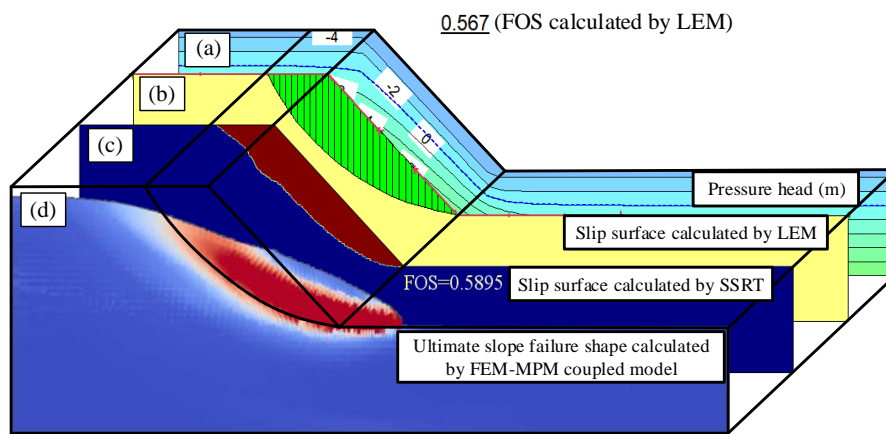 0.567 (FOS calculated by LEM)
(a)
-4
-2
0
(b)
(c)
(d)
Pressure head (m)
Slip surface calculated by LEM
FOS=0.5895
Slip surface calculated by SSRT
Ultimate slope failure shape calculated
by FEM-MPM coupled model